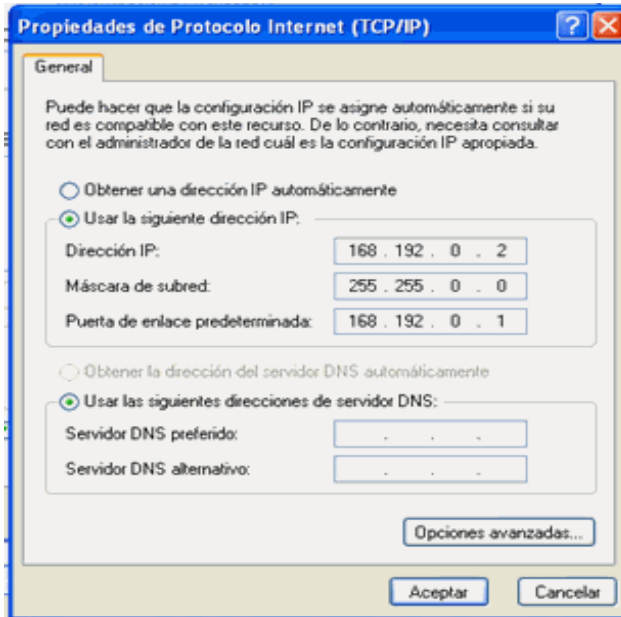 Propiedades de Protocolo Internet (TCP/IP)
General
Puede hacer que la configuración IP se asigne automáticamente si su
red es compatible con este recurso. De lo contrario, necesita consultar
con el administrador de la red cuál es la configuración IP apropiada.
Obtener una dirección IP automáticamente
Usar la siguiente dirección IP:
Dirección IP: 168 . 192 . 0 . 2
Máscara de subred: 255 . 255 . 0 . 0
Puerta de enlace predeterminada: 168 . 192 . 0 . 1
Obtener la dirección del servidor DNS automáticamente
Usar las siguientes direcciones de servidor DNS:
Servidor DNS preferido: . . .
Servidor DNS alternativo: . . .
Opciones avanzadas...
Aceptar Cancelar